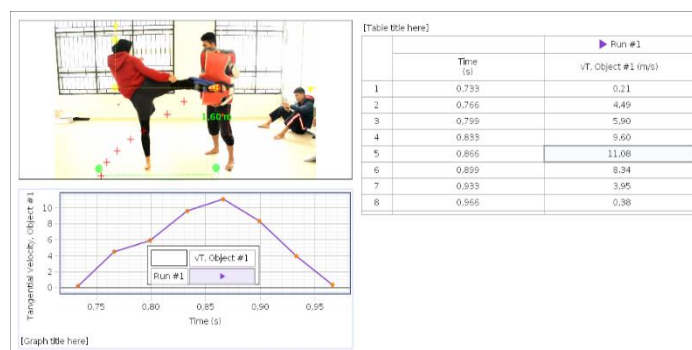 1.60 m
Tangential Velocity, Object #1
10
8
6
4
2
0
vT. Object #1
Run #1
0.75 0.80 0.85 0.90 0.95
Time (s)
[Graph title here]
[Table title here]
Run #1
Time
(s)
vT. Object #1 (m/s)
1 0.733 0.21
2 0.766 4.49
3 0.799 5.90
4 0.833 9.60
5 0.866 11.08
6 0.899 8.34
7 0.933 3.95
8 0.966 0.38